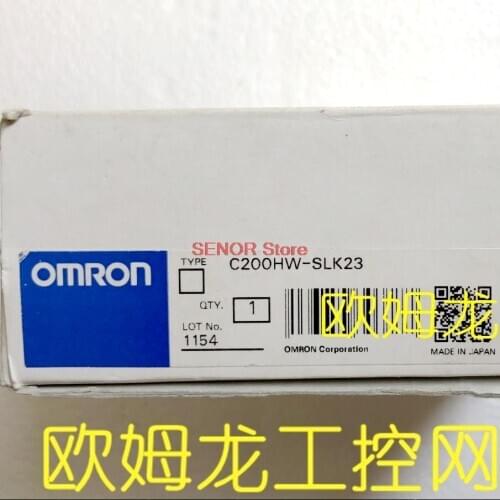 SENOR Store
OMRON
TYPE C200HW-SLK23
QTY. 1
LOT No.
1154
欧姆龙
OMRON Corporation
MADE IN JAPAN
欧姆龙工控网